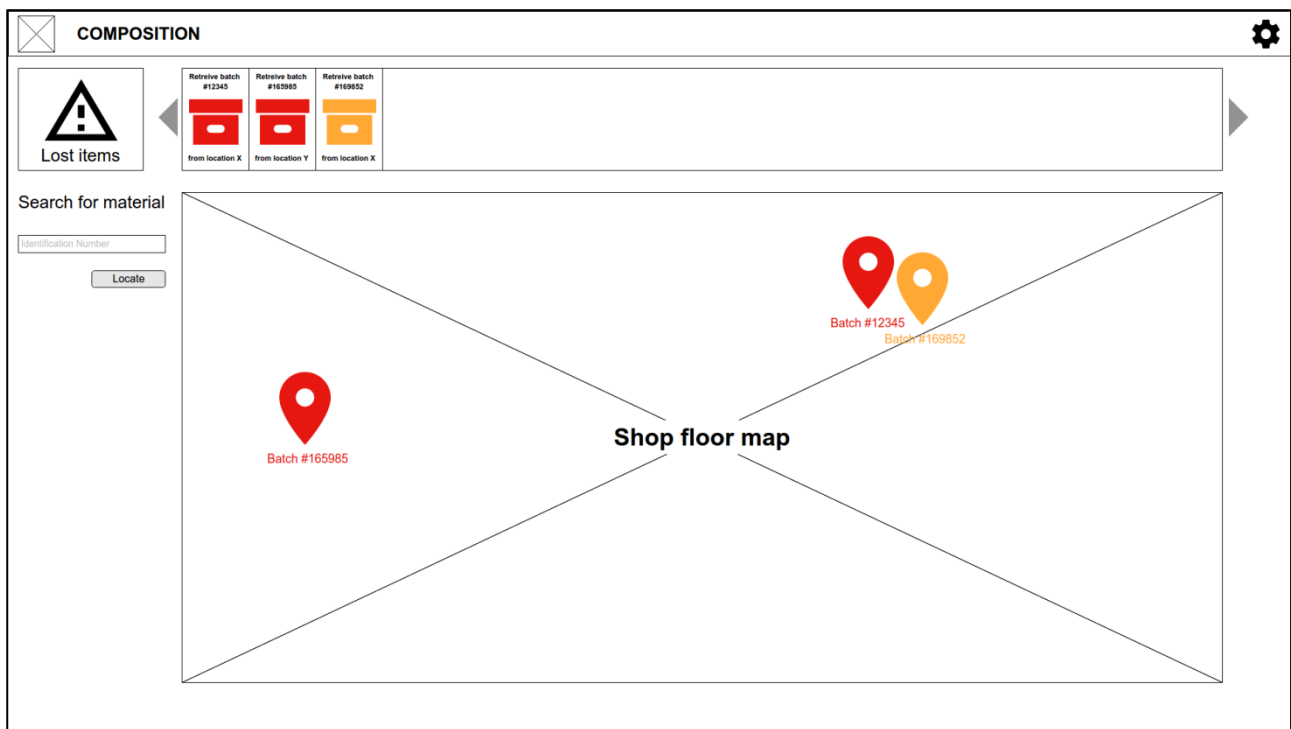 COMPOSITION
Lost items
Retreive batch
#12345
from location X
Retreive batch
#165985
from location Y
Retreive batch
#169852
from location X
Search for material
Identification Number
Locate
Batch #12345
Batch #169852
Shop floor map
Batch #165985